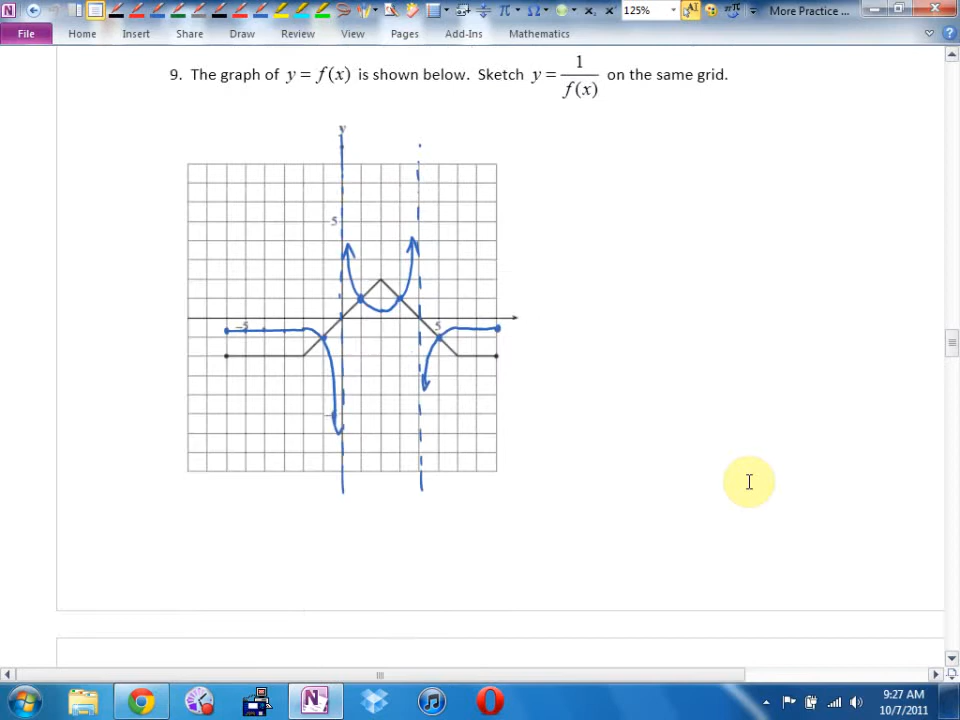 125%
More Practice ...
File Home Insert Share Draw Review View Pages Add-Ins Mathematics
9. The graph of y = f(x) is shown below. Sketch y = 1/f(x) on the same grid.
y
5
-5
5
9:27 AM
10/7/2011